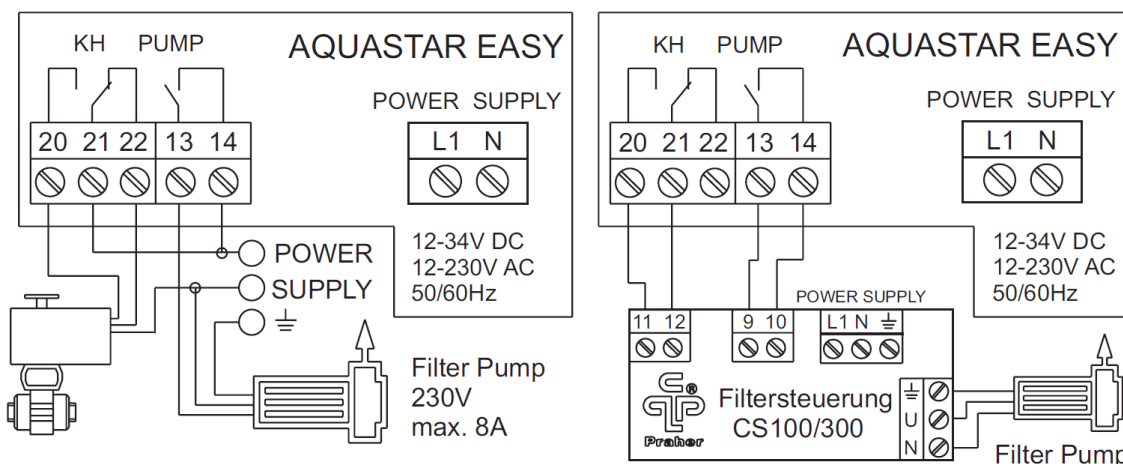 KH PUMP AQUASTAR EASY
POWER SUPPLY
20 21 22 13 14
L1 N
12-34V DC
12-230V AC
50/60Hz
POWER
SUPPLY
Filter Pump
230V
max. 8A
KH PUMP AQUASTAR EASY
POWER SUPPLY
20 21 22 13 14
L1 N
12-34V DC
12-230V AC
50/60Hz
POWER SUPPLY
11 12 9 10 L1 N
Praher
®
Filtersteuerung
CS100/300
U
N
Filter Pump